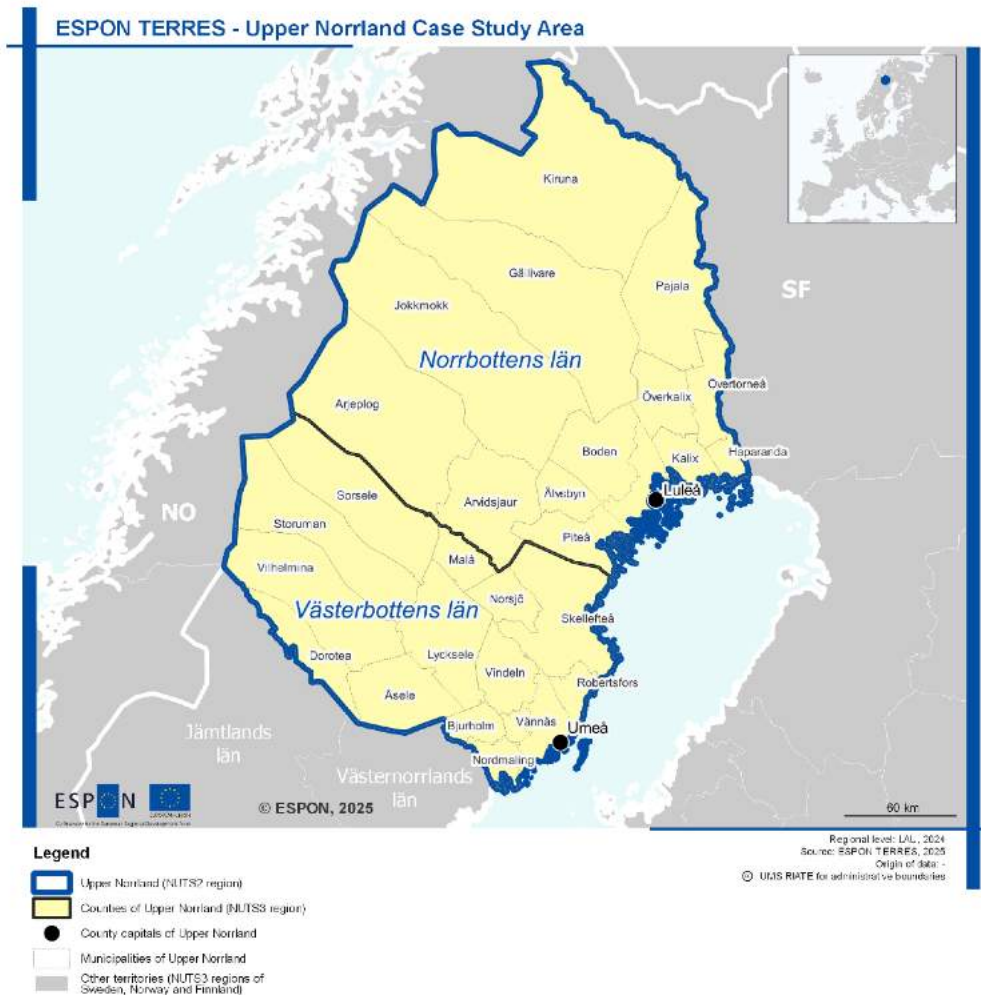 ESPON TERRES - Upper Norrland Case Study Area
Kiruna
Gällivare
Pajala
SF
Jokkmokk
Norrbottens län
Överkalix
Övertorneå
Arjeplog
Boden
Kalix
Haparanda
Luleå
Sorsele
Arvidsjaur
Älvsbyn
NO
Storuman
Piteå
Malå
Vilhelmina
Norsjö
Västerbottens län
Skellefteå
Dorotea
Lycksele
Vindeln
Robertsfors
Åsele
Bjurholm
Vännäs
Umeå
Jämtlands
län
Nordmaling
Västernorrlands
län
ESPON
© ESPON, 2025
60 km
Regional level: LAU, 2024
Source: ESPON TERRES, 2025
Origin of data: -
UMS RIATE for administrative boundaries
Legend
Upper Norrland (NUTS2 region)
Counties of Upper Norrland (NUTS3 region)
County capitals of Upper Norrland
Municipalities of Upper Norrland
Other territories (NUTS3 regions of
Sweden, Norway and Finnland)